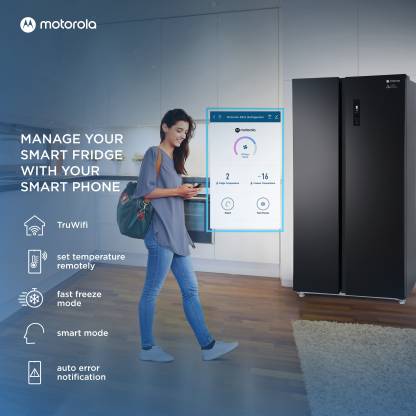 motorola
MANAGE YOUR
SMART FRIDGE
WITH YOUR
SMART PHONE
TruWifi
set temperature
remotely
fast freeze
mode
smart mode
auto error
notification
motorola
2
-16
motorola